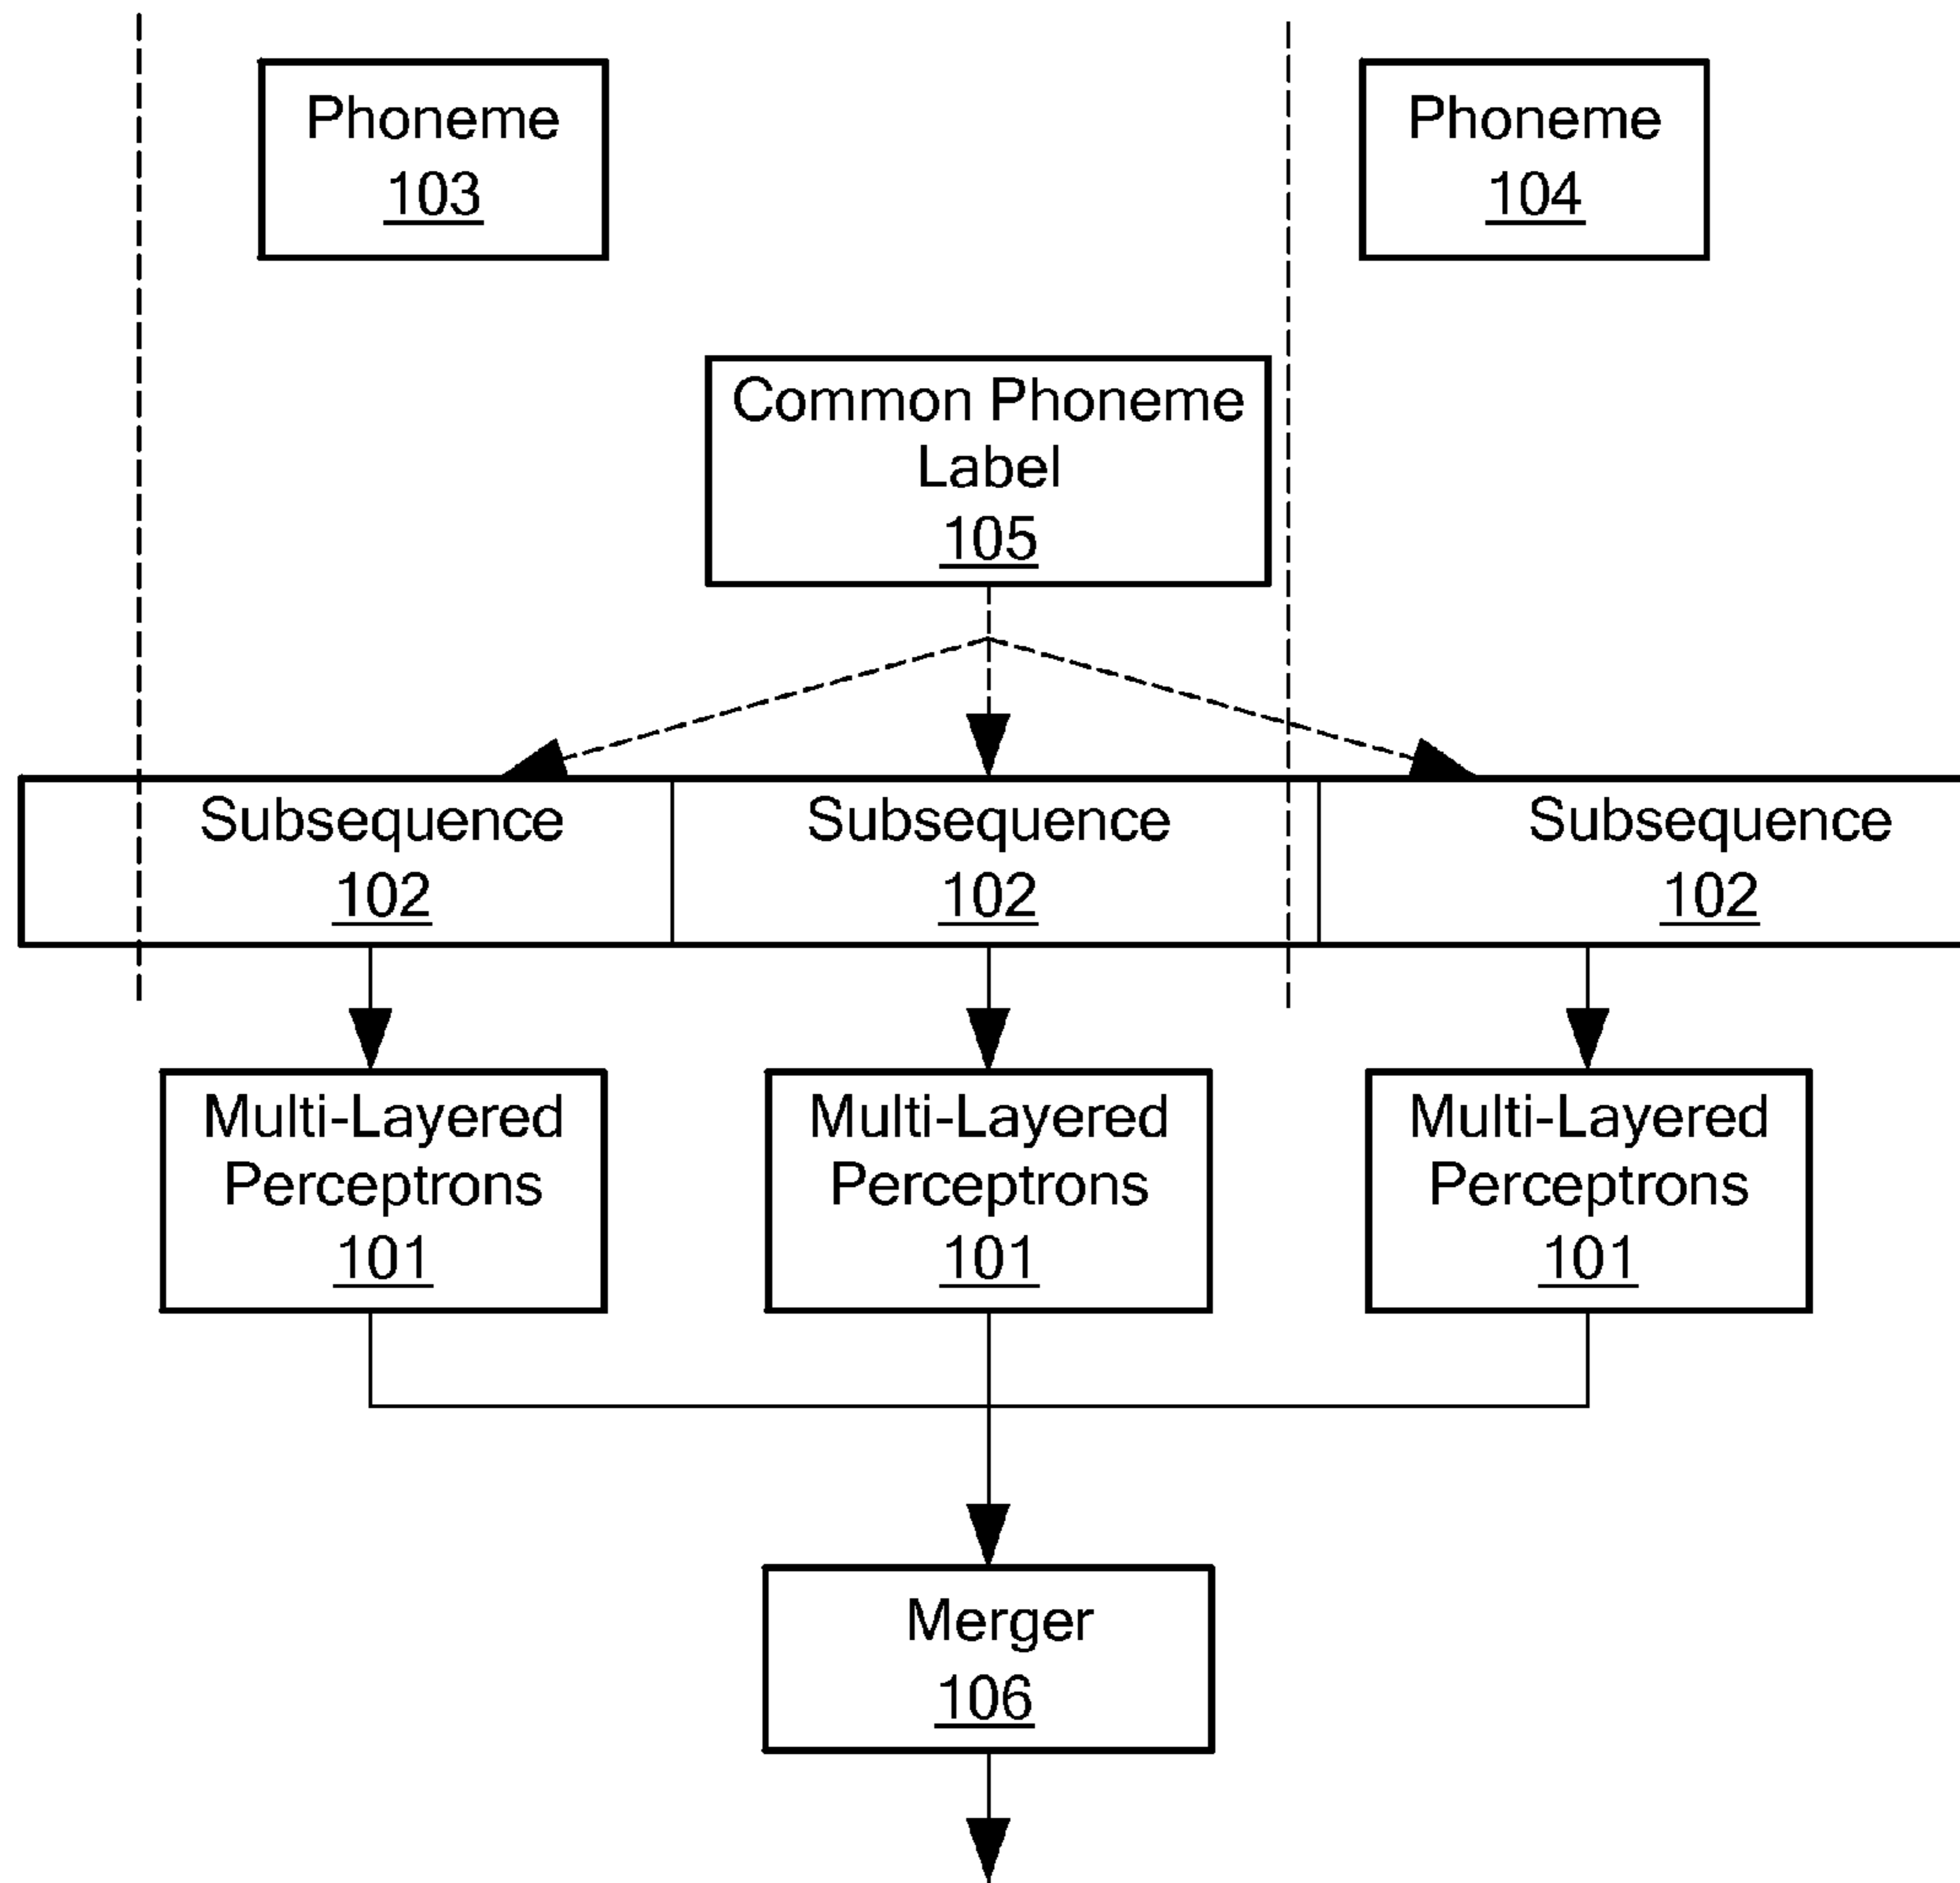 Phoneme
103
Phoneme
104
Common Phoneme
Label
105
Subsequence
102
Subsequence
102
Subsequence
102
Multi-Layered
Perceptrons
101
Multi-Layered
Perceptrons
101
Multi-Layered
Perceptrons
101
Merger
106